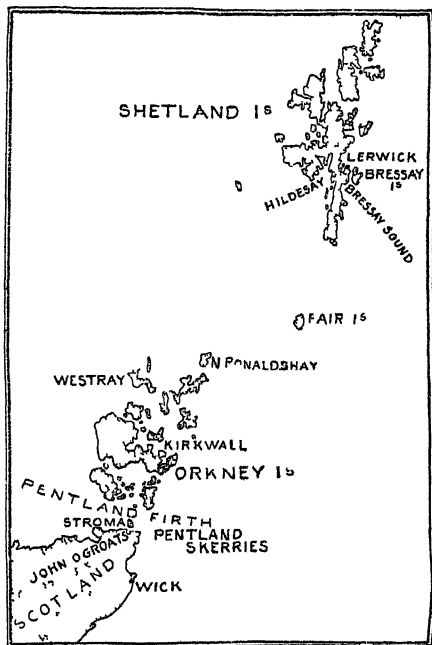 SHETLAND Is
LERWICK
BRESSAY
Is
HILDESAY
BRESSAY SOUND
FAIR Is
N RONALDSHAY
WESTRAY
KIRKWALL
ORKNEY Is
PENTLAND FIRTH
STROMA
PENTLAND
SKERRIES
JOHN OGROATS
SCOTLAND
WICK